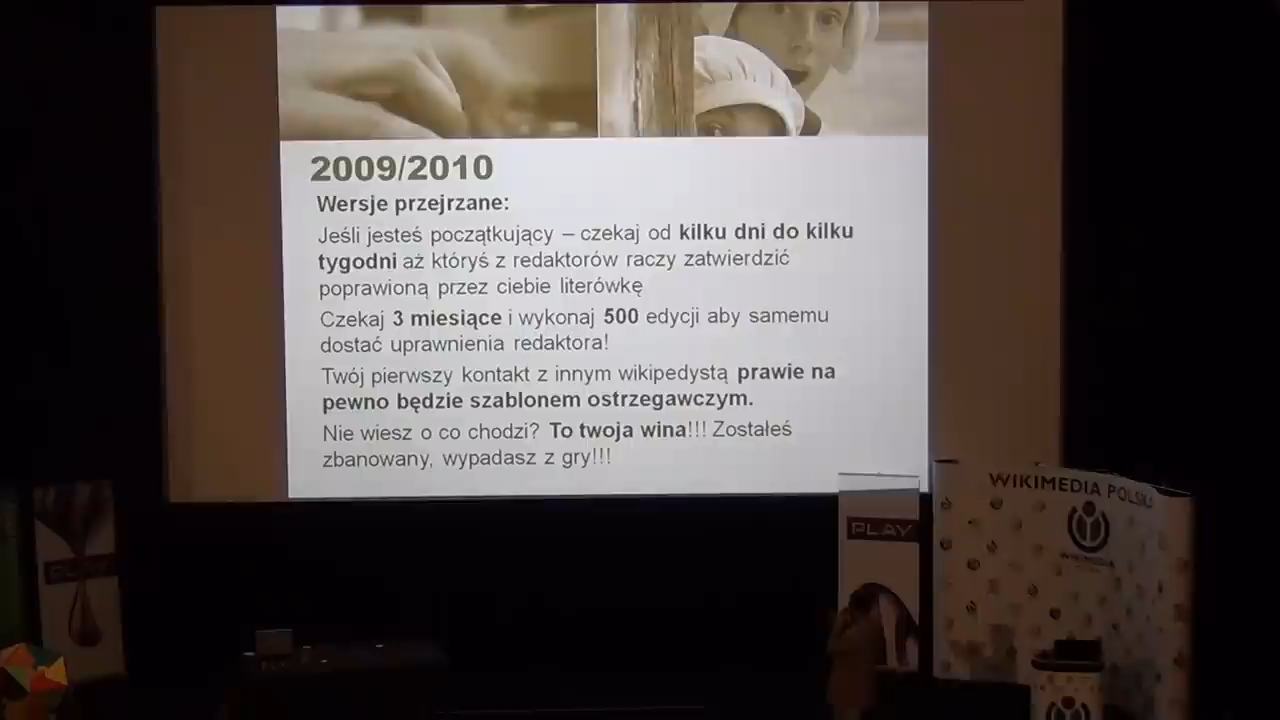 2009/2010
Wersje przejrzane:
Jeśli jesteś początkujący – czekaj od kilku dni do kilku
tygodni aż któryś z redaktorów raczy zatwierdzić
poprawioną przez ciebie literówkę
Czekaj 3 miesiące i wykonaj 500 edycji aby samemu
dostać uprawnienia redaktora!
Twój pierwszy kontakt z innym wikipedystą prawie na
pewno będzie szablonem ostrzegawczym.
Nie wiesz o co chodzi? To twoja wina!!! Zostałeś
zbanowany, wypadasz z gry!!!
PLAY
WIKIMEDIA POLSKA
WIKIMEDIA
PLAY